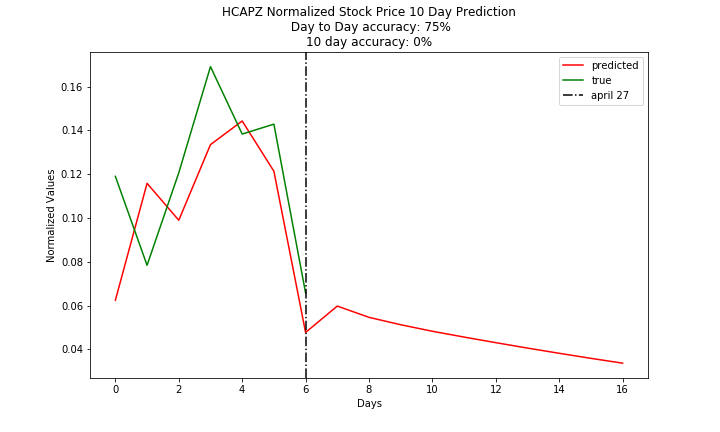 HCAPZ Normalized Stock Price 10 Day Prediction
Day to Day accuracy: 75%
10 day accuracy: 0%
predicted
true
april 27
Normalized Values
0.16
0.14
0.12
0.10
0.08
0.06
0.04
0 2 4 6 8 10 12 14 16
Days